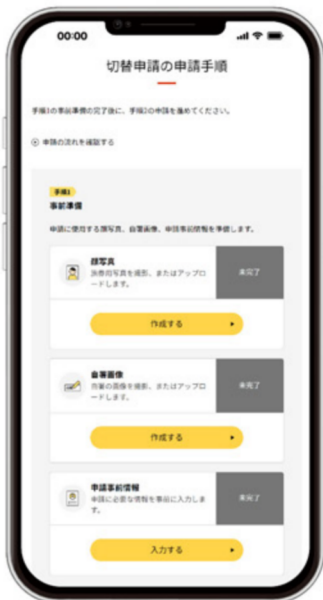 00:00
切替申請の申請手順
手順1の事前準備の完了後に、手順2の申請を進めてください。
申請の流れを確認する
手順1
事前準備
申請に使用する顔写真、自署画像、申請事前情報を準備します。
顔写真
旅券用写真を撮影、またはアップロ
ードします。
未完了
作成する
自署画像
自署の画像を撮影、またはアップロ
ードします。
未完了
作成する
申請事前情報
申請に必要な情報を事前に入力しま
す。
未完了
入力する